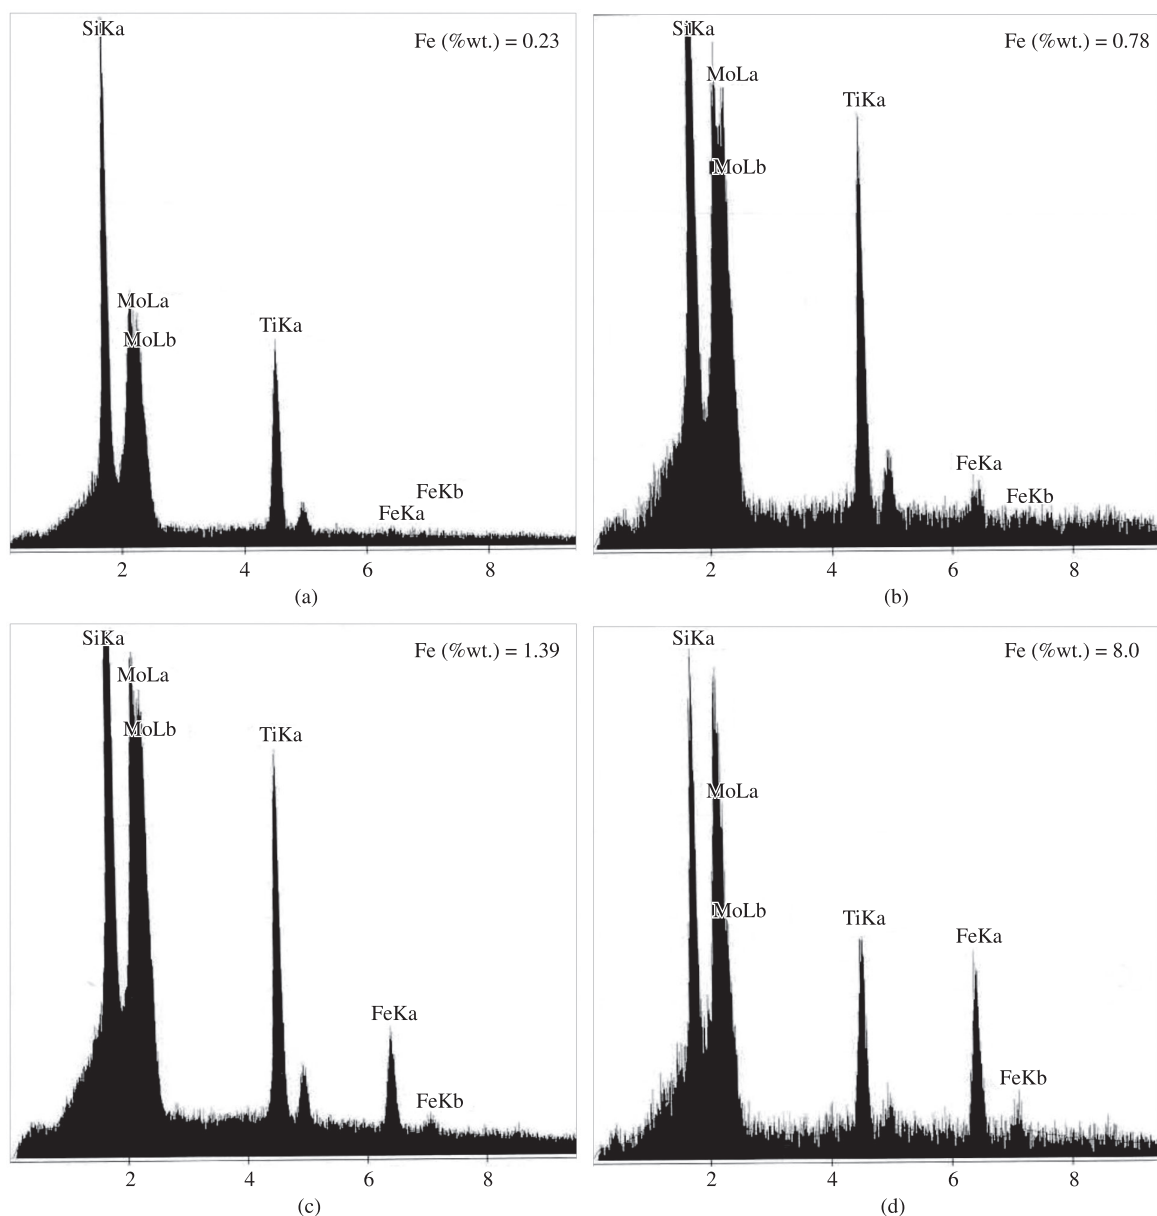 SiKa
Fe (%wt.) = 0.23
MoLa
MoLb
TiKa
FeKb
FeKa
2 4 6 8
(a)
SiKa
Fe (%wt.) = 0.78
MoLa
TiKa
MoLb
FeKa
FeKb
2 4 6 8
(b)
SiKa
Fe (%wt.) = 1.39
MoLa
MoLb
TiKa
FeKa
FeKb
2 4 6 8
(c)
SiKa
Fe (%wt.) = 8.0
MoLa
MoLb
TiKa
FeKa
FeKb
2 4 6 8
(d)